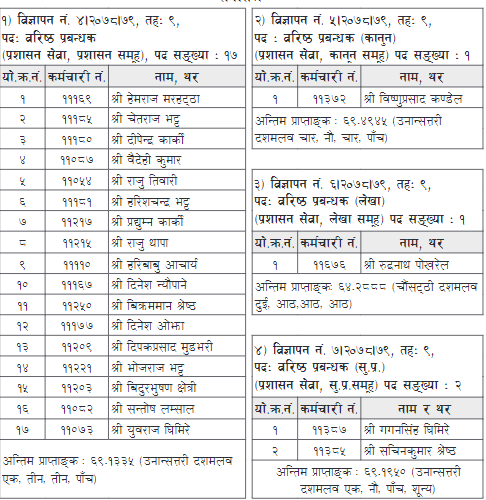 १) विज्ञापन नं. ४।२०७८।७९, तहः ९,
पदः वरिष्ठ प्रबन्धक
(प्रशासन सेवा, प्रशासन समूह), पद सङ्ख्या : १७
यो.क्र.नं. कर्मचारी नं. नाम, थर
१ १११६९ श्री हेमराज मरहट्ठा
२ १११८५ श्री चेतराज भट्ट
३ १११८० श्री दीपेन्द्र कार्की
४ ११०८७ श्री वैदेही कुमार
५ ११०५४ श्री राजु तिवारी
६ १११८१ श्री हरिशचन्द्र भट्ट
७ ११२१७ श्री प्रद्युम्न कार्की
८ ११२१५ श्री राजु थापा
९ ११११० श्री हरिबाबु आचार्य
१० १११६७ श्री दिनेश न्यौपाने
११ ११२५० श्री बिक्रममान श्रेष्ठ
१२ १११७७ श्री दिनेश ओझा
१३ ११२०९ श्री दिपकप्रसाद मुडभरी
१४ ११२२१ श्री भोजराज भट्ट
१५ ११२०३ श्री बिदुरभुषण क्षेत्री
१६ ११०८२ श्री सन्तोष लम्साल
१७ ११०७३ श्री युवराज घिमिरे
अन्तिम प्राप्ताङ्क : ६९.१३३५ (उनान्सत्तरी दशमलव
एक, तीन, तीन, पाँच)
२) विज्ञापन नं. ५।२०७८।७९, तहः ९,
पद : वरिष्ठ प्रबन्धक (कानुन)
(प्रशासन सेवा, कानुन समूह) पद सङ्ख्या : १
यो.क्र.नं. कर्मचारी नं. नाम, थर
१ ११३७२ श्री विष्णुप्रसाद कण्डेल
अन्तिम प्राप्ताङ्क : ६९.४९४५ (उनान्सत्तरी
दशमलव चार, नौ, चार, पाँच)
३) विज्ञापन नं. ६।२०७८।७९, तहः ९,
पदः वरिष्ठ प्रबन्धक (लेखा)
(प्रशासन सेवा, लेखा समूह) पद सङ्ख्या : १
यो.क्र.नं. कर्मचारी नं. नाम, थर
१ ११६७६ श्री रुद्रनाथ पोखरेल
अन्तिम प्राप्ताङ्कः ६४.२८८८ (चौंसट्ठी दशमलव
दुई, आठ,आठ, आठ)
४) विज्ञापन नं. ७।२०७८।७९, तहः ९,
पदः वरिष्ठ प्रबन्धक (सु.प्र.)
(प्रशासन सेवा, सु.प्र.समूह) पद सङ्ख्या : २
यो.क्र.नं. कर्मचारी नं. नाम र थर
१ ११३८७ श्री गगनसिंह घिमिरे
२ ११३८५ श्री सचिनकुमार श्रेष्ठ
अन्तिम प्राप्ताङ्क : ६९.१९५० (उनान्सत्तरी
दशमलव एक, नौ, पाँच, शून्य)